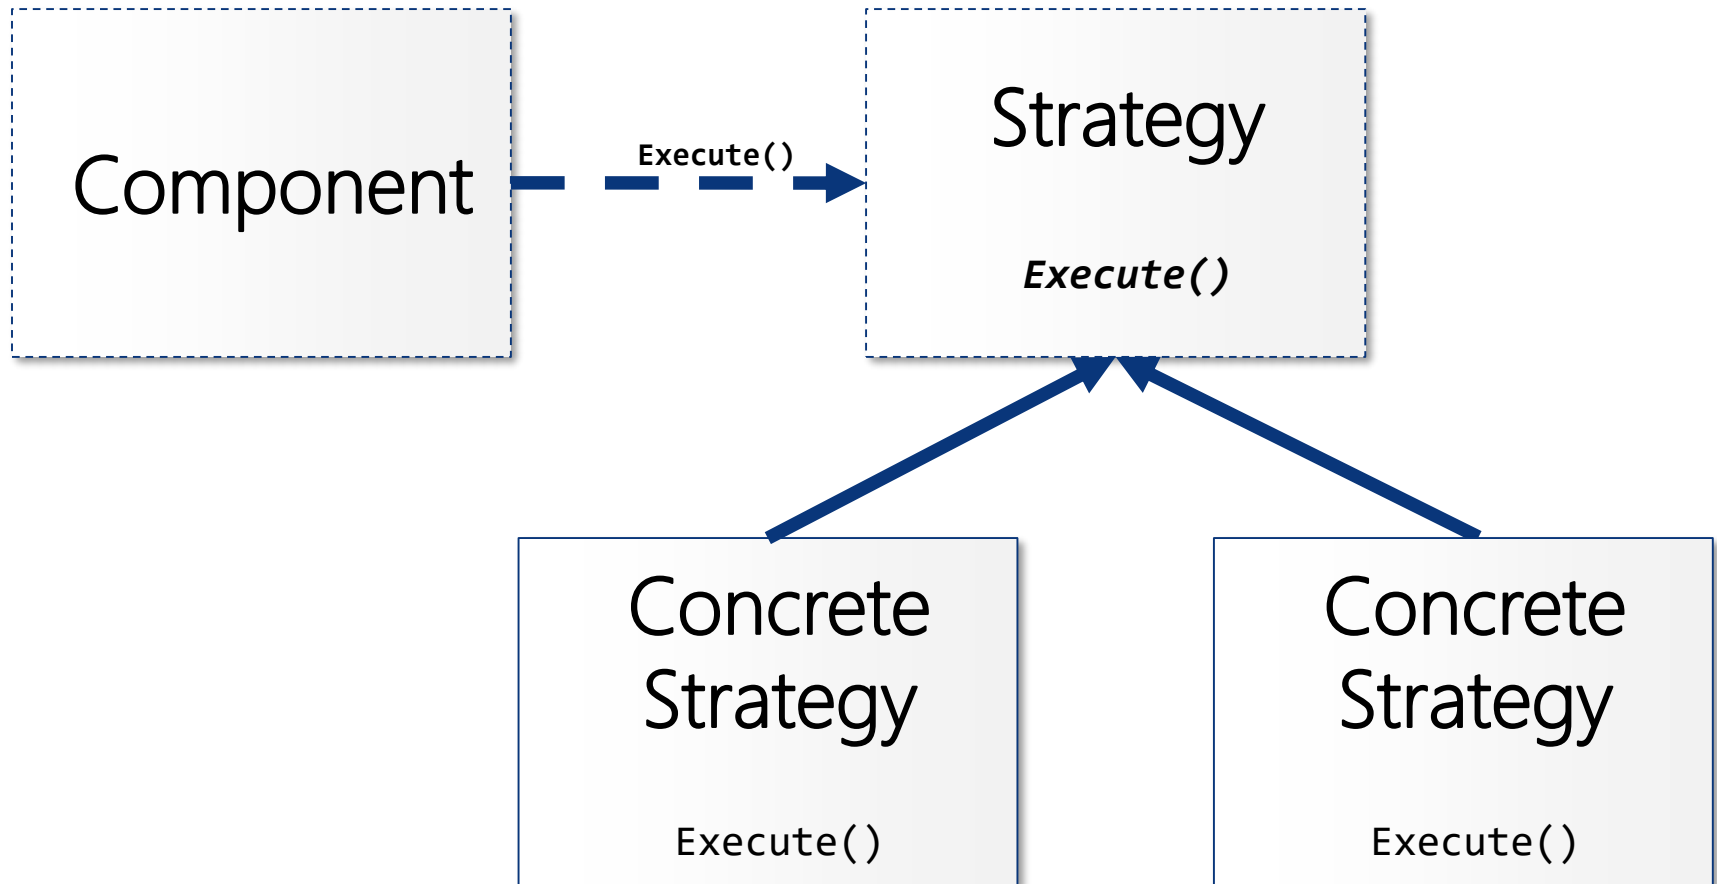 Component
Execute()
Strategy
Execute()
Concrete
Strategy
Execute()
Concrete
Strategy
Execute()